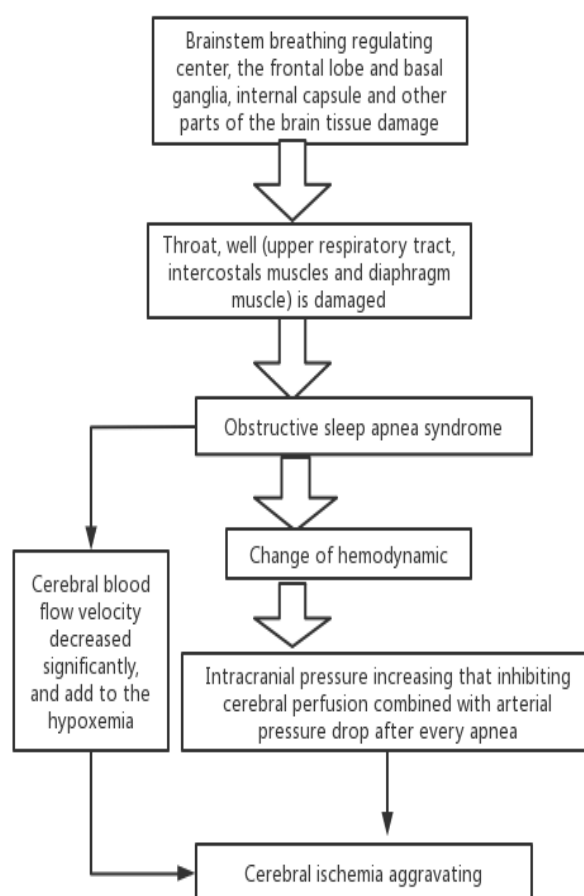 Brainstem breathing regulating
center, the frontal lobe and basal
ganglia, internal capsule and other
parts of the brain tissue damage
Throat, well (upper respiratory tract,
intercostals muscles and diaphragm
muscle) is damaged
Obstructive sleep apnea syndrome
Change of hemodynamic
Cerebral blood
flow velocity
decreased
significantly,
and add to the
hypoxemia
Intracranial pressure increasing that inhibiting
cerebral perfusion combined with arterial
pressure drop after every apnea
Cerebral ischemia aggravating